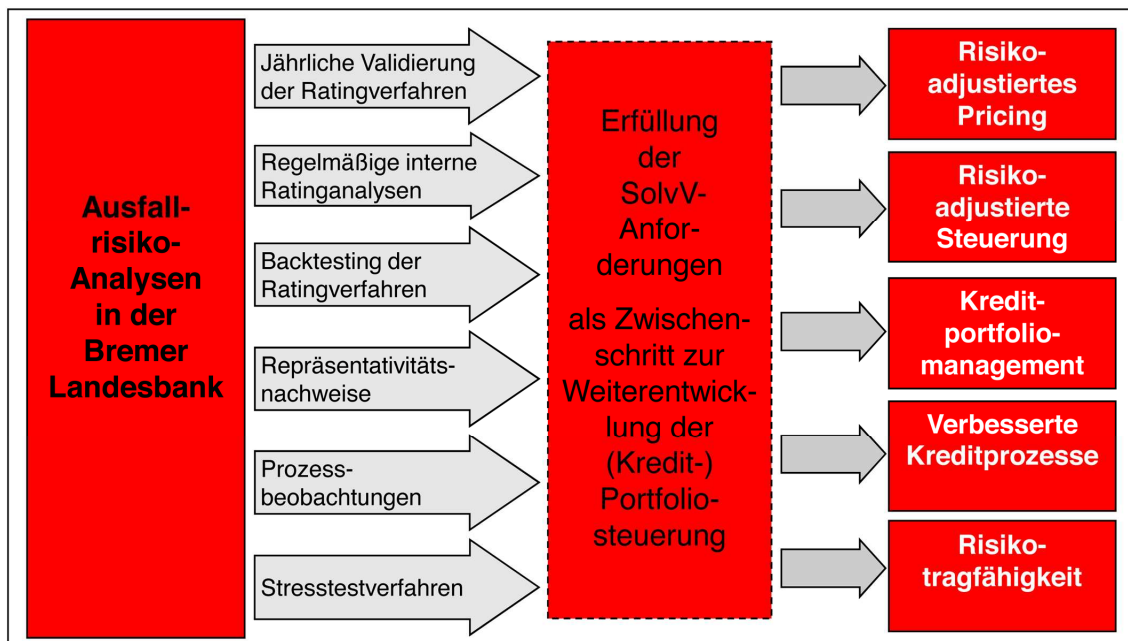 Ausfall-
risiko-
Analysen
in der
Bremer
Landesbank
Jährliche Validierung
der Ratingverfahren
Regelmäßige interne
Ratinganalysen
Backtesting der
Ratingverfahren
Repräsentativitäts-
nachweise
Prozess-
beobachtungen
Stresstestverfahren
Erfüllung
der
SolvV-
Anfor-
derungen
als Zwischen-
schritt zur
Weiterentwick-
lung der
(Kredit-)
Portfolio-
steuerung
Risiko-
adjustiertes
Pricing
Risiko-
adjustierte
Steuerung
Kredit-
portfolio-
management
Verbesserte
Kreditprozesse
Risiko-
tragfähigkeit